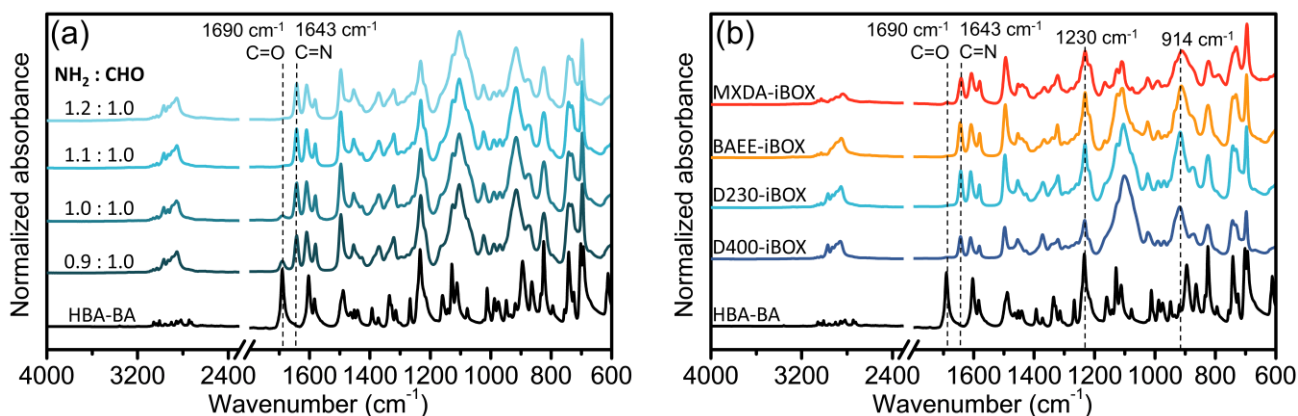 (a)
1690 cm⁻¹ 1643 cm⁻¹
C=O C=N
NH₂ : CHO
1.2 : 1.0
1.1 : 1.0
1.0 : 1.0
0.9 : 1.0
HBA-BA
Normalized absorbance
4000 3200 2400 1600 1400 1200 1000 800 600
Wavenumber (cm⁻¹)
(b)
1690 cm⁻¹ 1643 cm⁻¹ 1230 cm⁻¹ 914 cm⁻¹
C=O C=N
MXDA-iBOX
BAEE-iBOX
D230-iBOX
D400-iBOX
HBA-BA
Normalized absorbance
4000 3200 2400 1600 1400 1200 1000 800 600
Wavenumber (cm⁻¹)